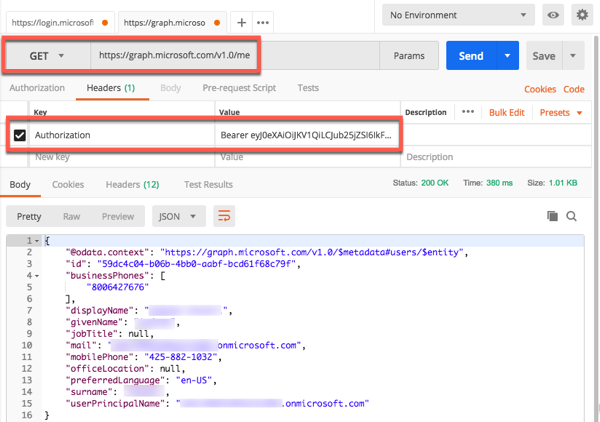 https://login.microsoft https://graph.microso No Environment
GET https://graph.microsoft.com/v1.0/me Params Send Save
Authorization Headers (1) Body Pre-request Script Tests Cookies Code
Key Value Description Bulk Edit Presets
Authorization Bearer eyJ0eXAiOiJKV1QiLCJub25jZSI6IkF...
New key Value Description
Body Cookies Headers (12) Test Results Status: 200 OK Time: 380 ms Size: 1.01 KB
Pretty Raw Preview JSON
1 {
2 "@odata.context": "https://graph.microsoft.com/v1.0/$metadata#users/$entity",
3 "id": "59dc4c04-b06b-4bb0-aabf-bcd61f68c79f",
4 "businessPhones": [
5 "8006427676"
6 ],
7 "displayName": " ",
8 "givenName": " ",
9 "jobTitle": null,
10 "mail": " onmicrosoft.com",
11 "mobilePhone": "425-882-1032",
12 "officeLocation": null,
13 "preferredLanguage": "en-US",
14 "surname": " ",
15 "userPrincipalName": " .onmicrosoft.com"
16 }